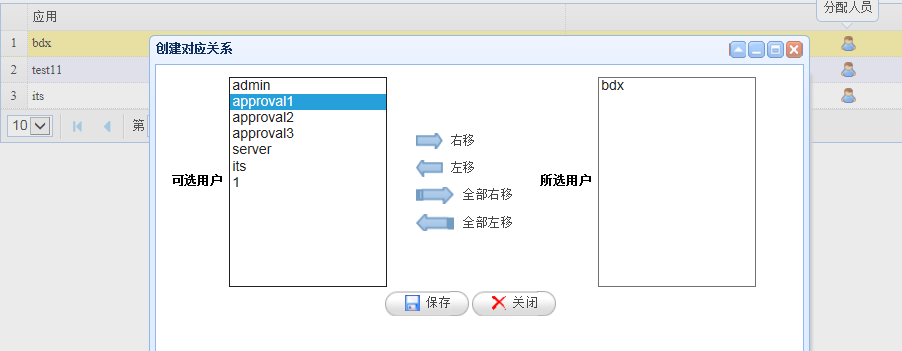 分配人员
应用
1 bdx
2 test11
3 its
10 第
创建对应关系
可选用户
admin
approval1
approval2
approval3
server
its
1
右移
左移
全部右移
全部左移
所选用户
bdx
保存 关闭